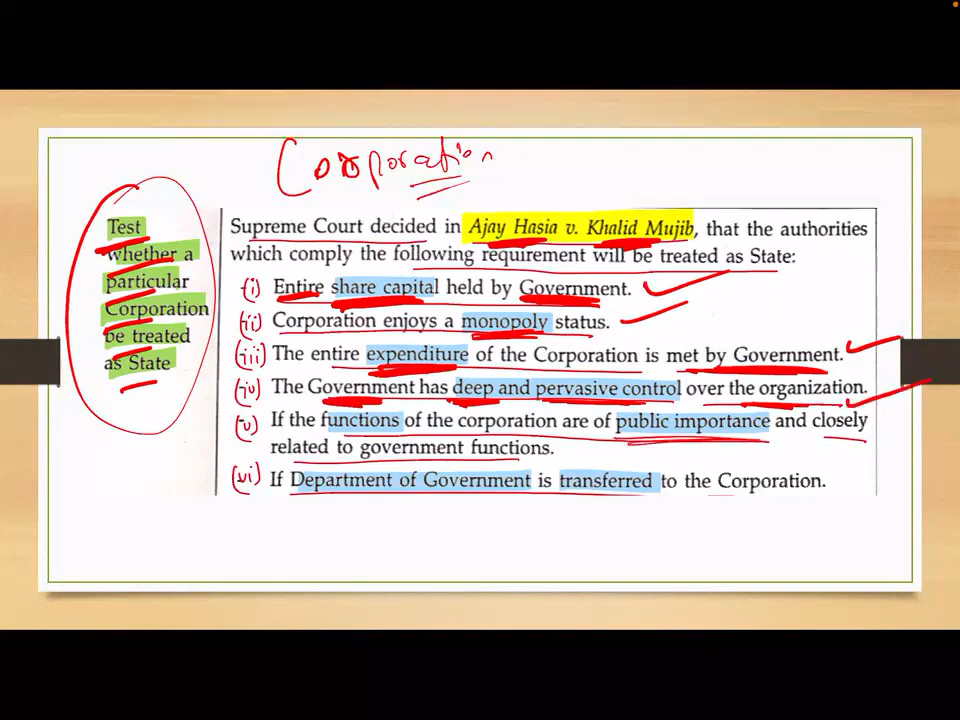 Corporation
Test
whether a
particular
Corporation
be treated
as State
Supreme Court decided in Ajay Hasia v. Khalid Mujib, that the authorities
which comply the following requirement will be treated as State:
(i) Entire share capital held by Government.
(ii) Corporation enjoys a monopoly status.
(iii) The entire expenditure of the Corporation is met by Government.
(iv) The Government has deep and pervasive control over the organization.
(v) If the functions of the corporation are of public importance and closely
related to government functions.
(vi) If Department of Government is transferred to the Corporation.